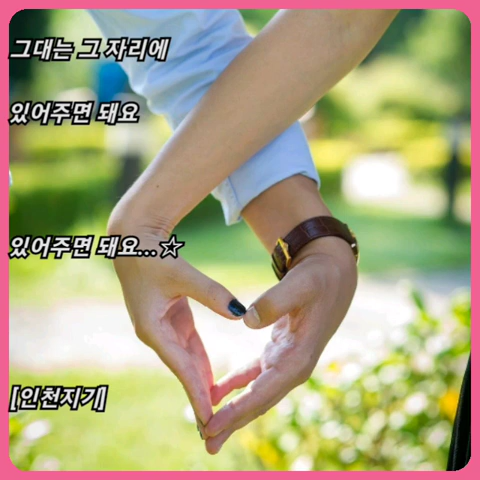 그대는 그 자리에
있어주면 돼요
있어주면 돼요...☆
[인천지기]